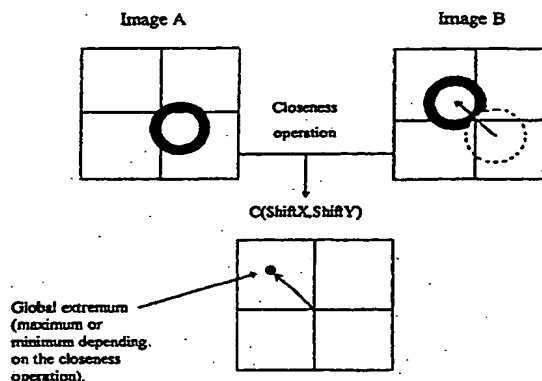 Image A
Image B
Closeness
operation
C(ShiftX,ShiftY)
Global extremum
(maximum or
minimum depending
on the closeness
operation).